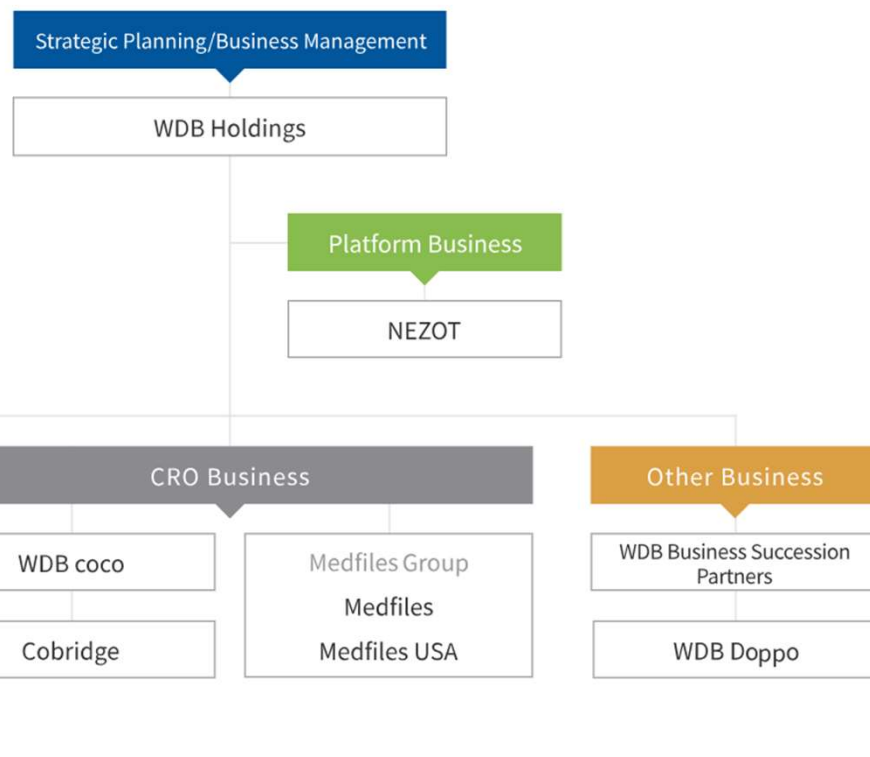 Strategic Planning/Business Management
WDB Holdings
Platform Business
NEZOT
CRO Business
WDB coco
Cobridge
Medfiles Group
Medfiles
Medfiles USA
Other Business
WDB Business Succession
Partners
WDB Doppo